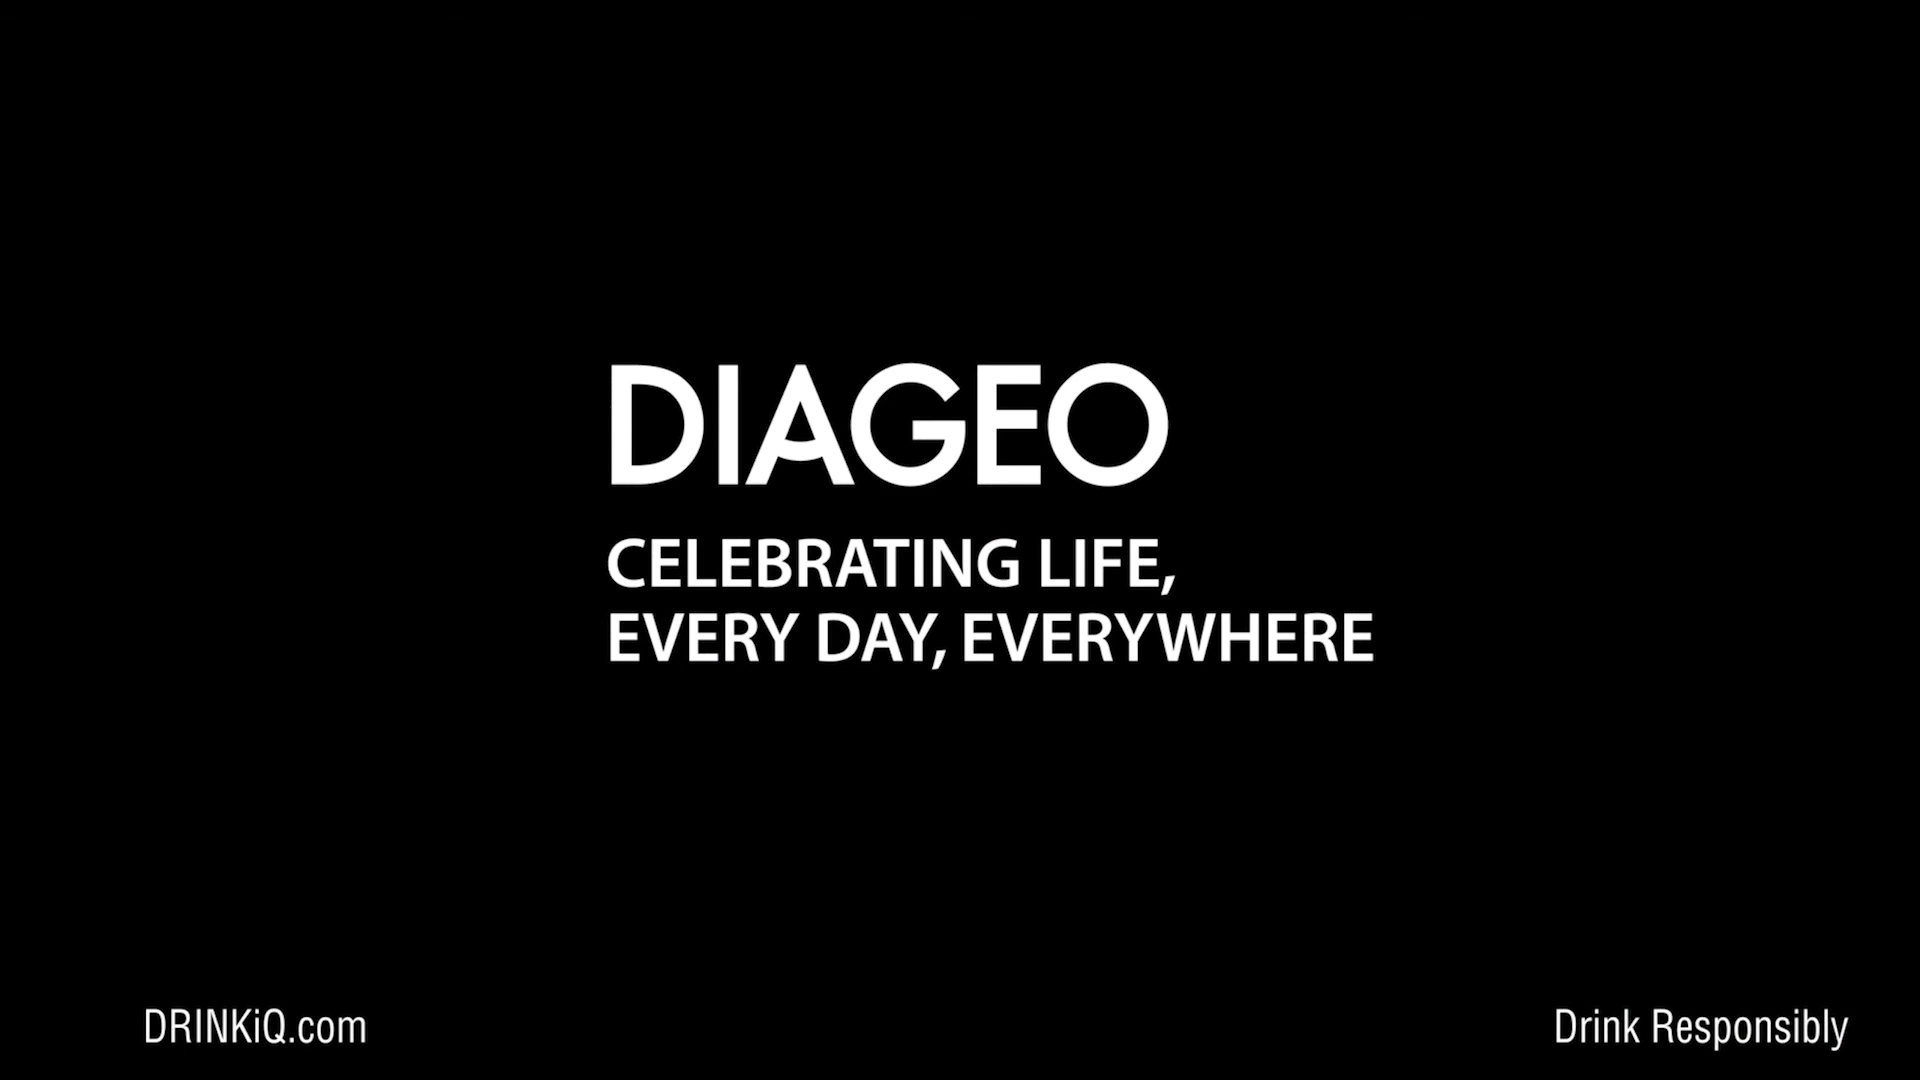 DIAGEO
CELEBRATING LIFE,
EVERY DAY, EVERYWHERE
DRINKiQ.com
Drink Responsibly